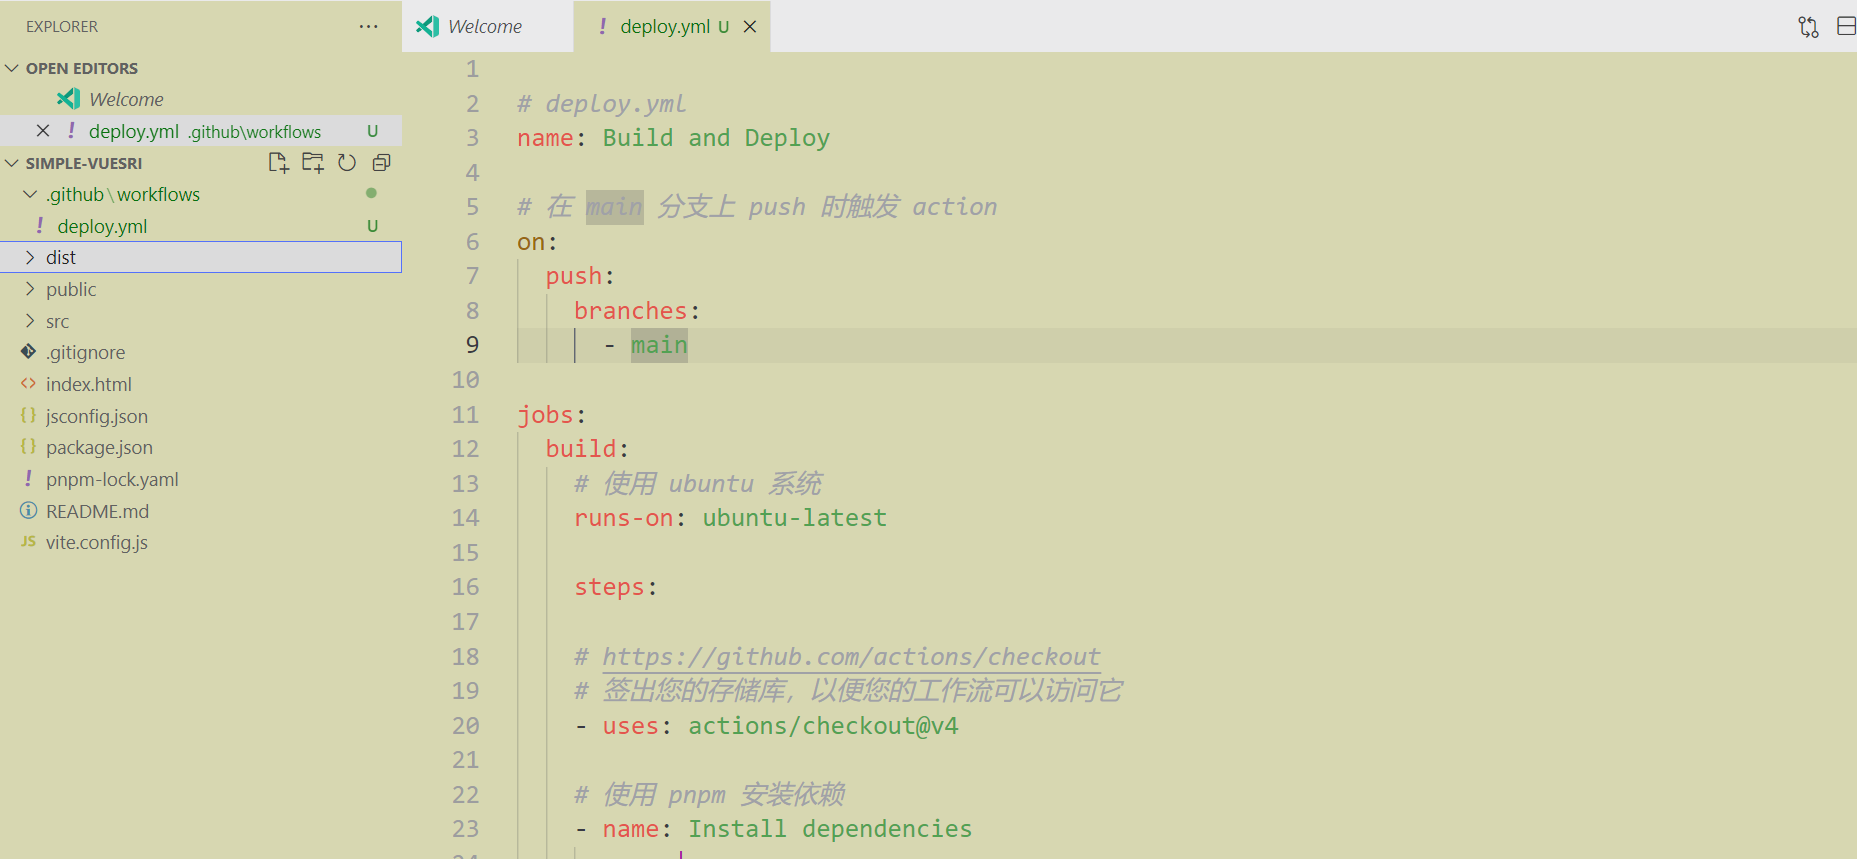 EXPLORER
Welcome
deploy.yml U
OPEN EDITORS
Welcome
deploy.yml .github\workflows U
SIMPLE-VUESRI
.github\workflows
deploy.yml U
dist
public
src
.gitignore
index.html
jsconfig.json
package.json
pnpm-lock.yaml
README.md
JS vite.config.js
1
2 # deploy.yml
3 name: Build and Deploy
4
5 # 在 main 分支上 push 时触发 action
6 on:
7 push:
8 branches:
9 - main
10
11 jobs:
12 build:
13 # 使用 ubuntu 系统
14 runs-on: ubuntu-latest
15
16 steps:
17
18 # https://github.com/actions/checkout
19 # 签出您的存储库，以便您的工作流可以访问它
20 - uses: actions/checkout@v4
21
22 # 使用 pnpm 安装依赖
23 - name: Install dependencies